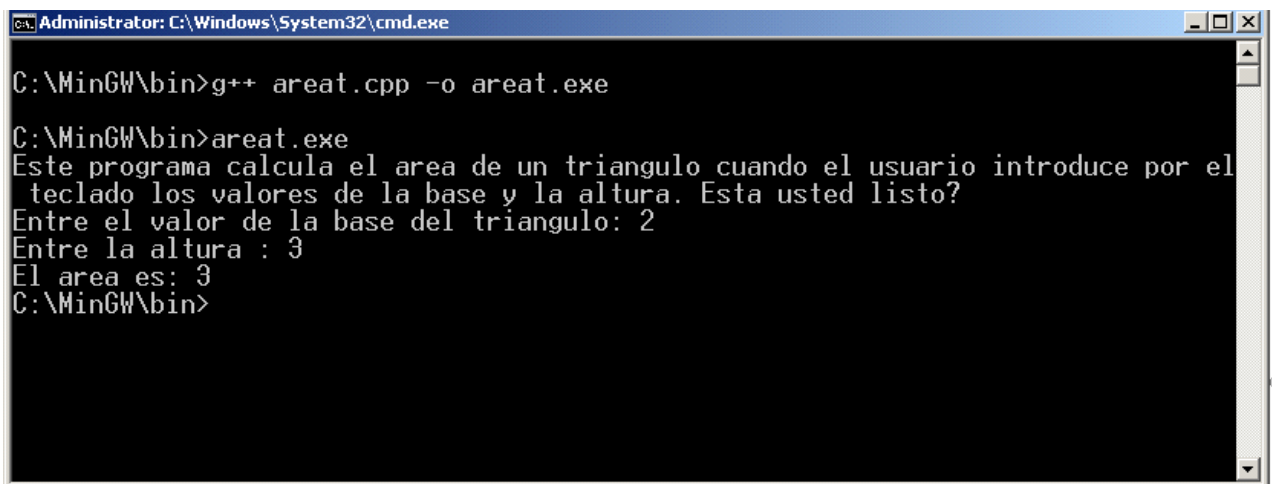 Administrator: C:\Windows\System32\cmd.exe
C:\MinGW\bin>g++ areat.cpp -o areat.exe
C:\MinGW\bin>areat.exe
Este programa calcula el area de un triangulo cuando el usuario introduce por el
teclado los valores de la base y la altura. Esta usted listo?
Entre el valor de la base del triangulo: 2
Entre la altura : 3
El area es: 3
C:\MinGW\bin>